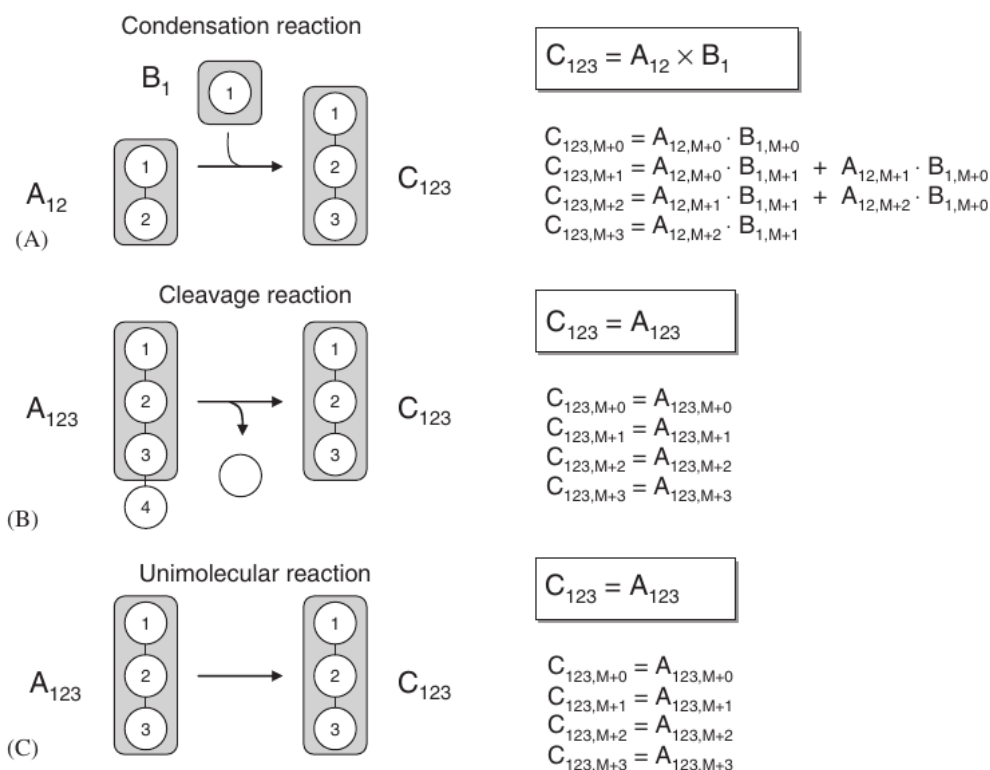 Condensation reaction
B₁
1
1
2
A₁₂
(A)
1
2
3
C₁₂₃
C₁₂₃ = A₁₂ × B₁
C₁₂₃,M+0 = A₁₂,M+0 · B₁,M+0
C₁₂₃,M+1 = A₁₂,M+0 · B₁,M+1 + A₁₂,M+1 · B₁,M+0
C₁₂₃,M+2 = A₁₂,M+1 · B₁,M+1 + A₁₂,M+2 · B₁,M+0
C₁₂₃,M+3 = A₁₂,M+2 · B₁,M+1
Cleavage reaction
A₁₂₃
1
2
3
4
(B)
1
2
3
C₁₂₃
C₁₂₃ = A₁₂₃
C₁₂₃,M+0 = A₁₂₃,M+0
C₁₂₃,M+1 = A₁₂₃,M+1
C₁₂₃,M+2 = A₁₂₃,M+2
C₁₂₃,M+3 = A₁₂₃,M+3
Unimolecular reaction
A₁₂₃
1
2
3
(C)
1
2
3
C₁₂₃
C₁₂₃ = A₁₂₃
C₁₂₃,M+0 = A₁₂₃,M+0
C₁₂₃,M+1 = A₁₂₃,M+1
C₁₂₃,M+2 = A₁₂₃,M+2
C₁₂₃,M+3 = A₁₂₃,M+3